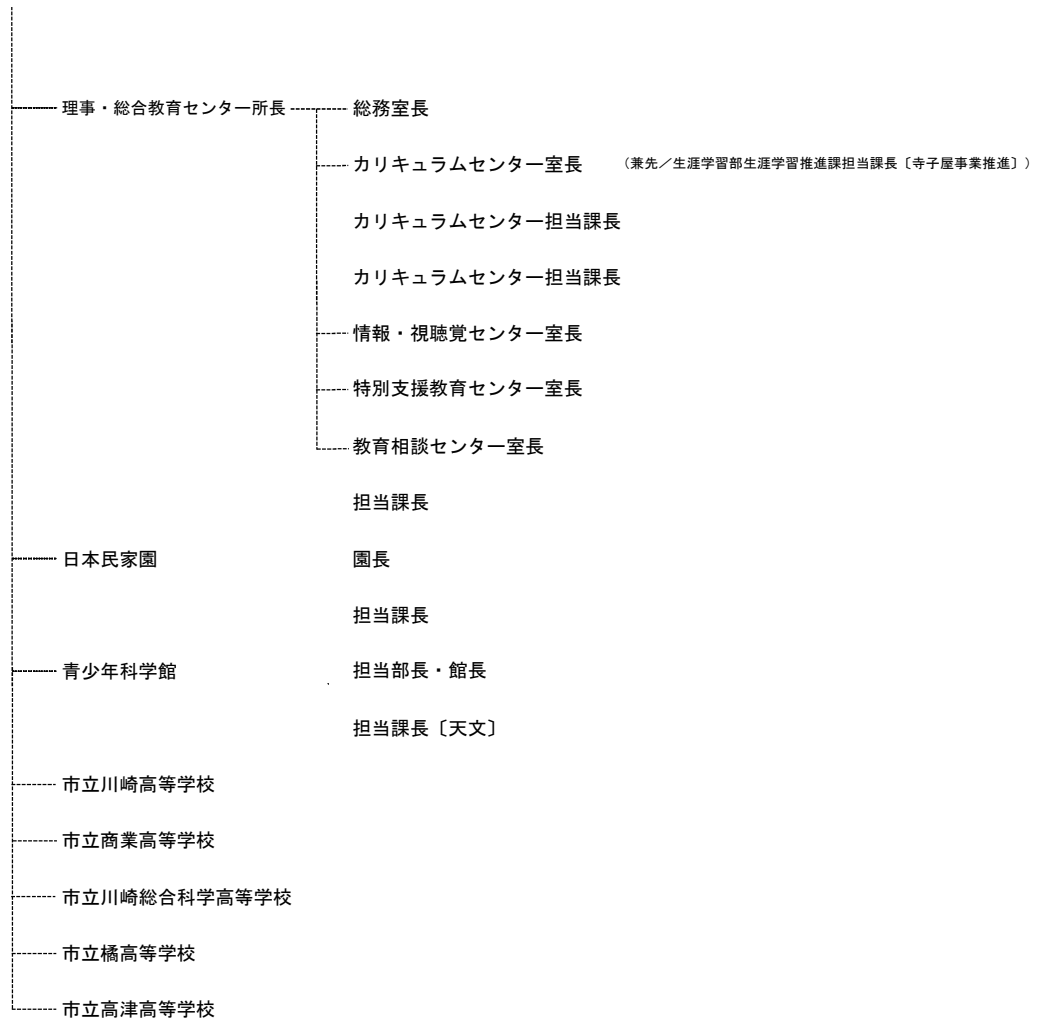 理事・総合教育センター所長 総務室長
カリキュラムセンター室長 (兼先／生涯学習部生涯学習推進課担当課長〔寺子屋事業推進〕)
カリキュラムセンター担当課長
カリキュラムセンター担当課長
情報・視聴覚センター室長
特別支援教育センター室長
教育相談センター室長
担当課長
日本民家園 園長
担当課長
青少年科学館 担当部長・館長
担当課長〔天文〕
市立川崎高等学校
市立商業高等学校
市立川崎総合科学高等学校
市立橘高等学校
市立高津高等学校